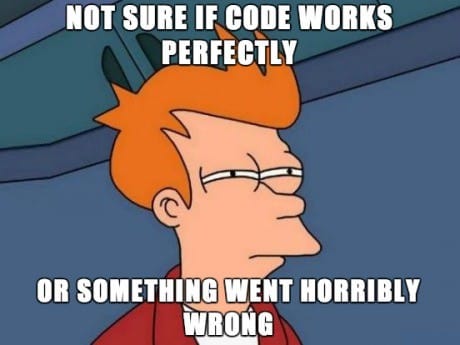 NOT SURE IF CODE WORKS
PERFECTLY
OR SOMETHING WENT HORRIBLY
WRONG